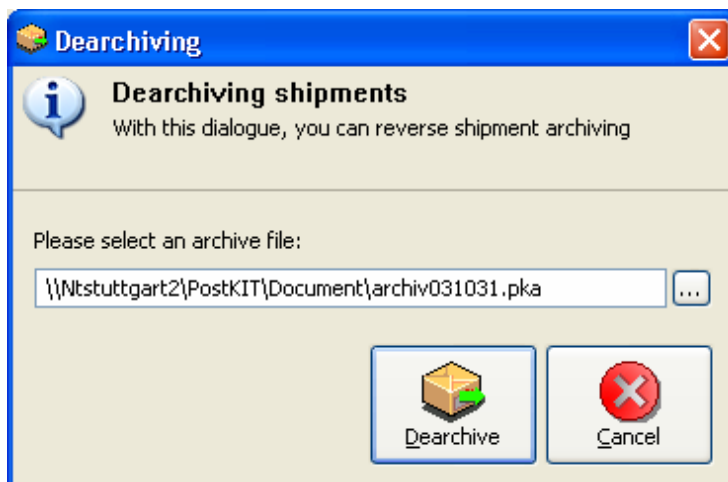 Dearchiving
Dearchiving shipments
With this dialogue, you can reverse shipment archiving
Please select an archive file:
\\Ntstuttgart2\PostKIT\Document\archiv031031.pka
...
Dearchive
Cancel